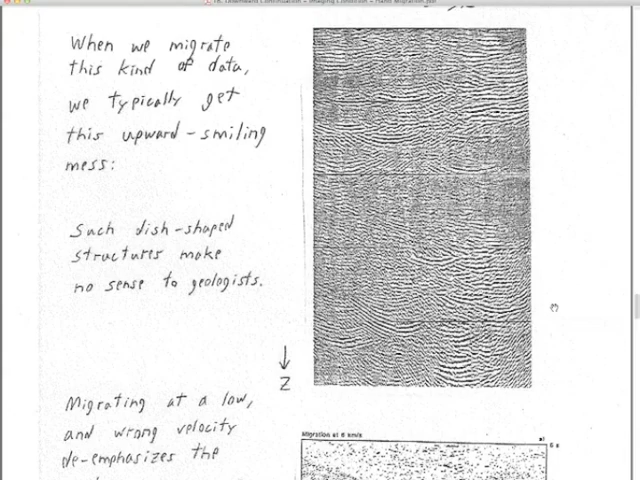 When we migrate
this kind of data,
we typically get
this upward-smiling
mess:
Such dish-shaped
structures make
no sense to geologists.
Z
Migrating at a low,
and wrong velocity
de-emphasizes the
Migration at 6 km/s